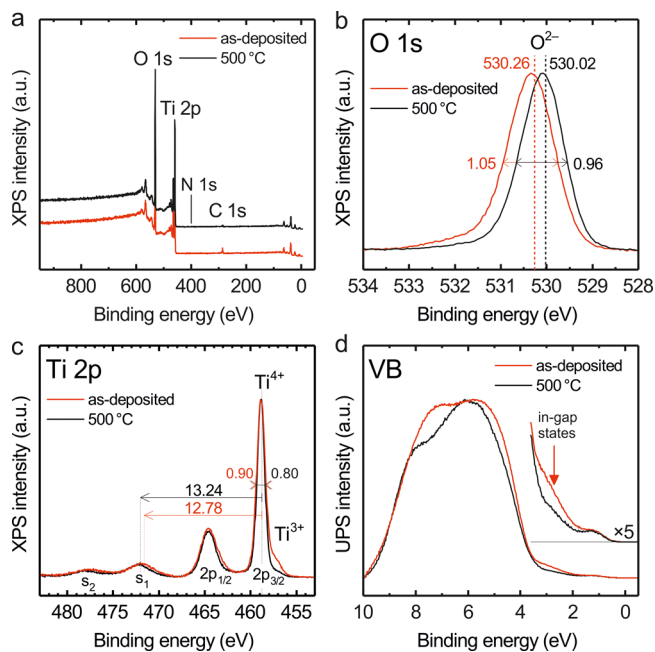 a
O 1s
as-deposited
500 °C
Ti 2p
N 1s
C 1s
XPS intensity (a.u.)
800
600
400
200
0
Binding energy (eV)
b
O 1s
O2–
530.26
530.02
as-deposited
500 °C
1.05
0.96
XPS intensity (a.u.)
534
533
532
531
530
529
528
Binding energy (eV)
c
Ti 2p
as-deposited
500 °C
Ti4+
0.90
0.80
13.24
12.78
Ti3+
s2
s1
2p1/2
2p3/2
XPS intensity (a.u.)
480
475
470
465
460
455
Binding energy (eV)
d
VB
as-deposited
500 °C
in-gap
states
×5
UPS intensity (a.u.)
10
8
6
4
2
0
Binding energy (eV)